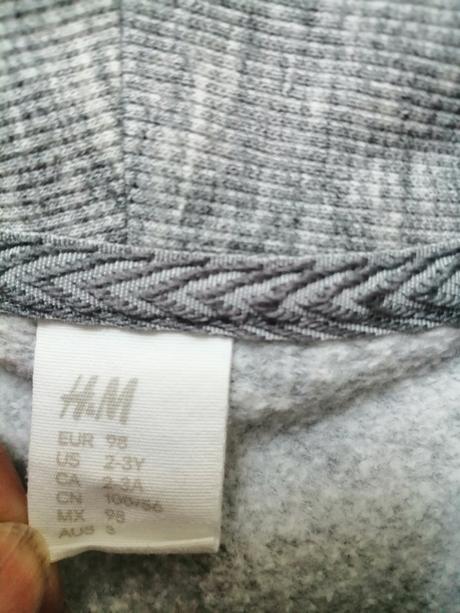 H&M
EUR 98
US 2-3Y
CA 2-3A
CN 100/56
MX 98
AUS 3